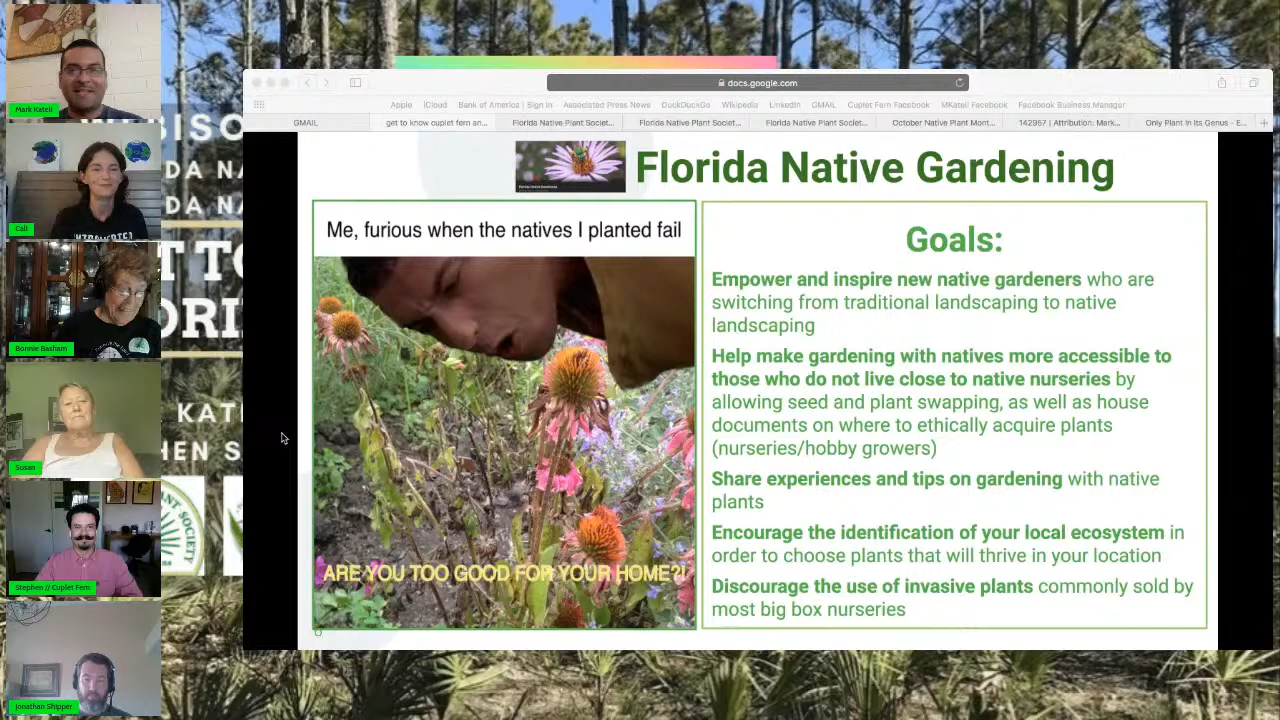 Mark Kateli
Cali
Bonnie Basham
Susan
Stephen // Cuplet Fern
Jonathan Shipper
docs.google.com
Apple iCloud Bank of America | Sign in Associated Press News DuckDuckGo Wikipedia LinkedIn GMAIL Cuplet Fern Facebook MKateli Facebook Facebook Business Manager
GMAIL get to know cuplet fern an... Florida Native Plant Societ... Florida Native Plant Societ... Florida Native Plant Societ... October Native Plant Mont... 142957 | Attribution: Mark... Only Plant in Its Genus - E...
Florida Native Gardening
Me, furious when the natives I planted fail
ARE YOU TOO GOOD FOR YOUR HOME?!
Goals:
Empower and inspire new native gardeners who are
switching from traditional landscaping to native
landscaping
Help make gardening with natives more accessible to
those who do not live close to native nurseries by
allowing seed and plant swapping, as well as house
documents on where to ethically acquire plants
(nurseries/hobby growers)
Share experiences and tips on gardening with native
plants
Encourage the identification of your local ecosystem in
order to choose plants that will thrive in your location
Discourage the use of invasive plants commonly sold by
most big box nurseries